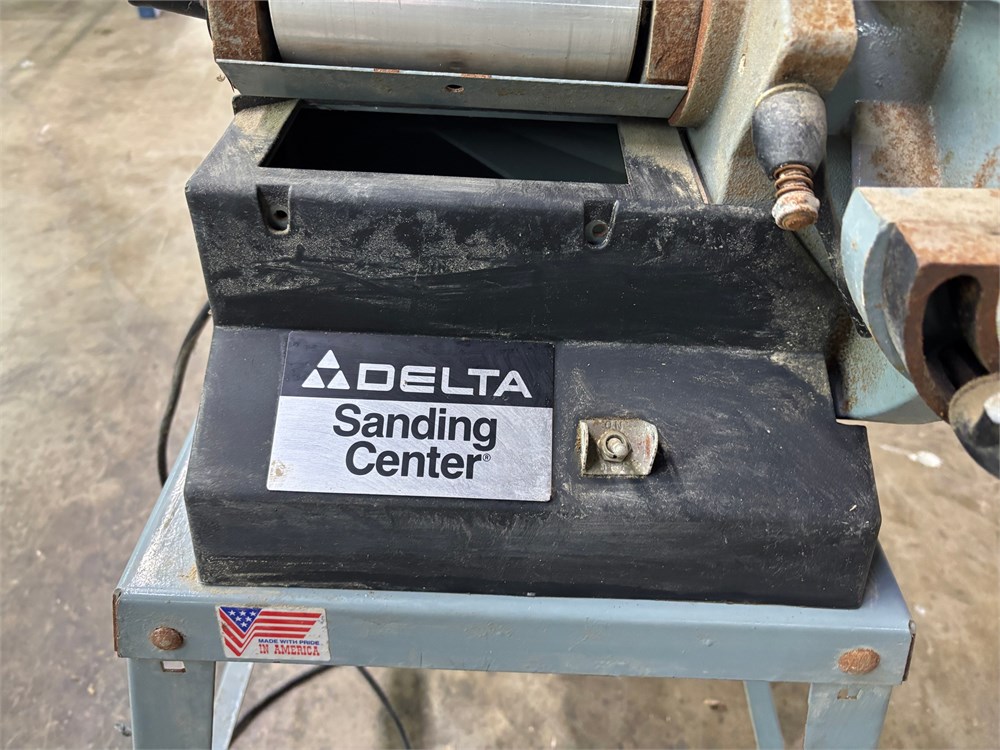 DELTA
Sanding
Center®
MADE WITH PRIDE
IN AMERICA